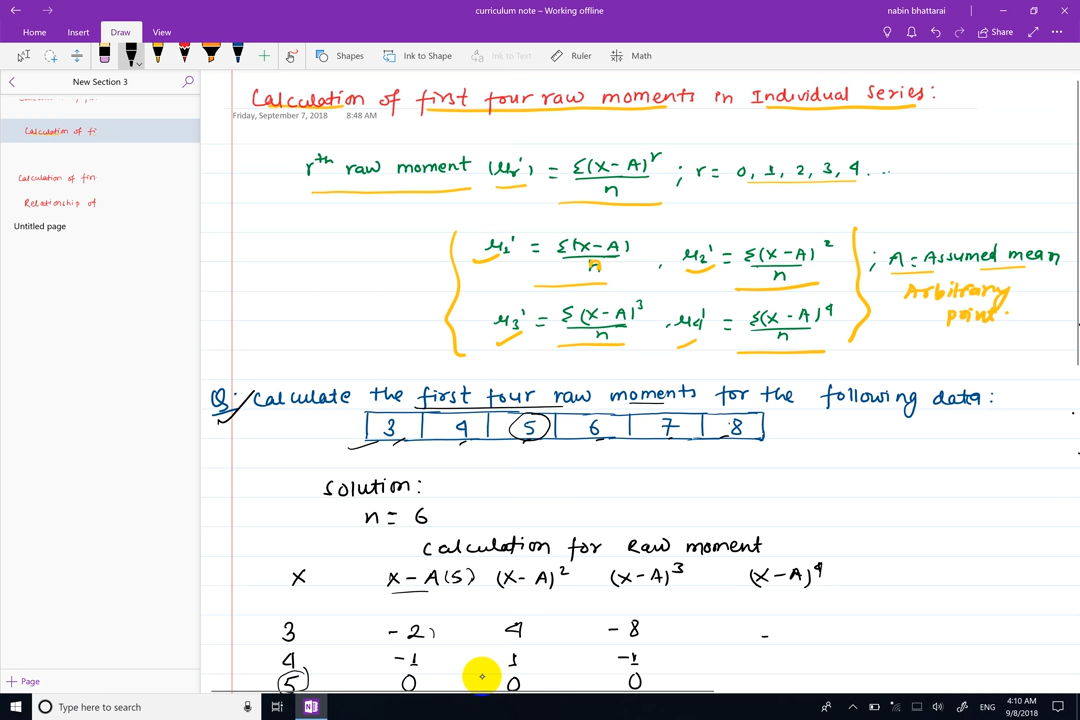 curriculum note – Working offline
nabin bhattarai
Home Insert Draw View
Share
Shapes Ink to Shape Ink to Text Ruler Math
New Section 3
Calculation of fi
Calculation of fin
Relationship of
Untitled page
+ Page
Calculation of first four raw moments in Individual Series:
Friday, September 7, 2018 8:48 AM
rth raw moment (μr') = Σ(X-A)^r / n ; r = 0, 1, 2, 3, 4 ...
μ1' = Σ(X-A) / n , μ2' = Σ(X-A)^2 / n ; A = Assumed mean
Arbitrary
point.
μ3' = Σ(X-A)^3 / n , μ4' = Σ(X-A)^4 / n
Q: Calculate the first four raw moments for the following data:
3 4 5 6 7 8
Solution:
n = 6
Calculation for Raw moment
X X-A(5) (X-A)^2 (X-A)^3 (X-A)^4
3 -2 4 -8
4 -1 1 -1
5 0 0 0
Type here to search
ENG
4:10 AM
9/8/2018